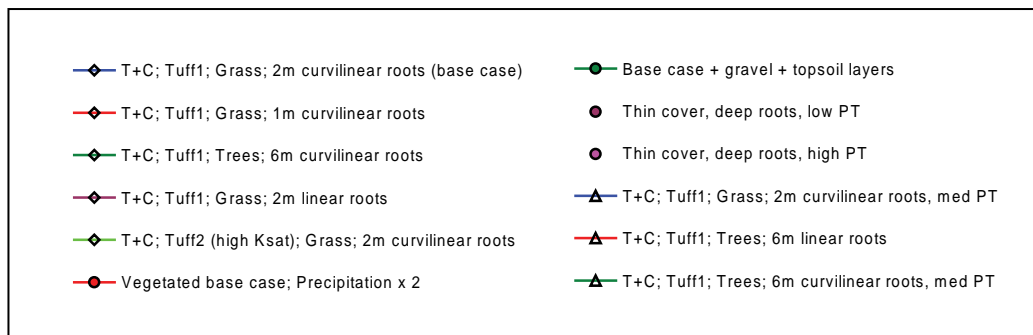 T+C; Tuff1; Grass; 2m curvilinear roots (base case)
T+C; Tuff1; Grass; 1m curvilinear roots
T+C; Tuff1; Trees; 6m curvilinear roots
T+C; Tuff1; Grass; 2m linear roots
T+C; Tuff2 (high Ksat); Grass; 2m curvilinear roots
Vegetated base case; Precipitation x 2
Base case + gravel + topsoil layers
Thin cover, deep roots, low PT
Thin cover, deep roots, high PT
T+C; Tuff1; Grass; 2m curvilinear roots, med PT
T+C; Tuff1; Trees; 6m linear roots
T+C; Tuff1; Trees; 6m curvilinear roots, med PT